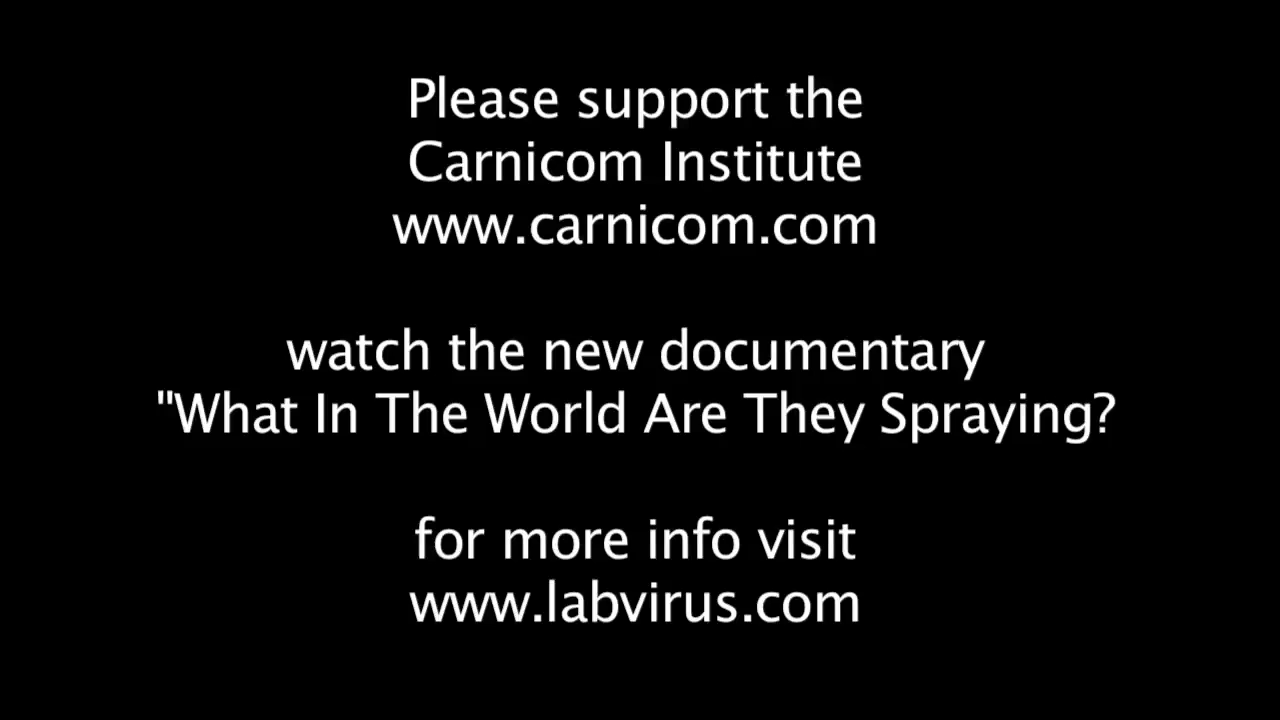 Please support the
Carnicom Institute
www.carnicom.com
watch the new documentary
"What In The World Are They Spraying?
for more info visit
www.labvirus.com